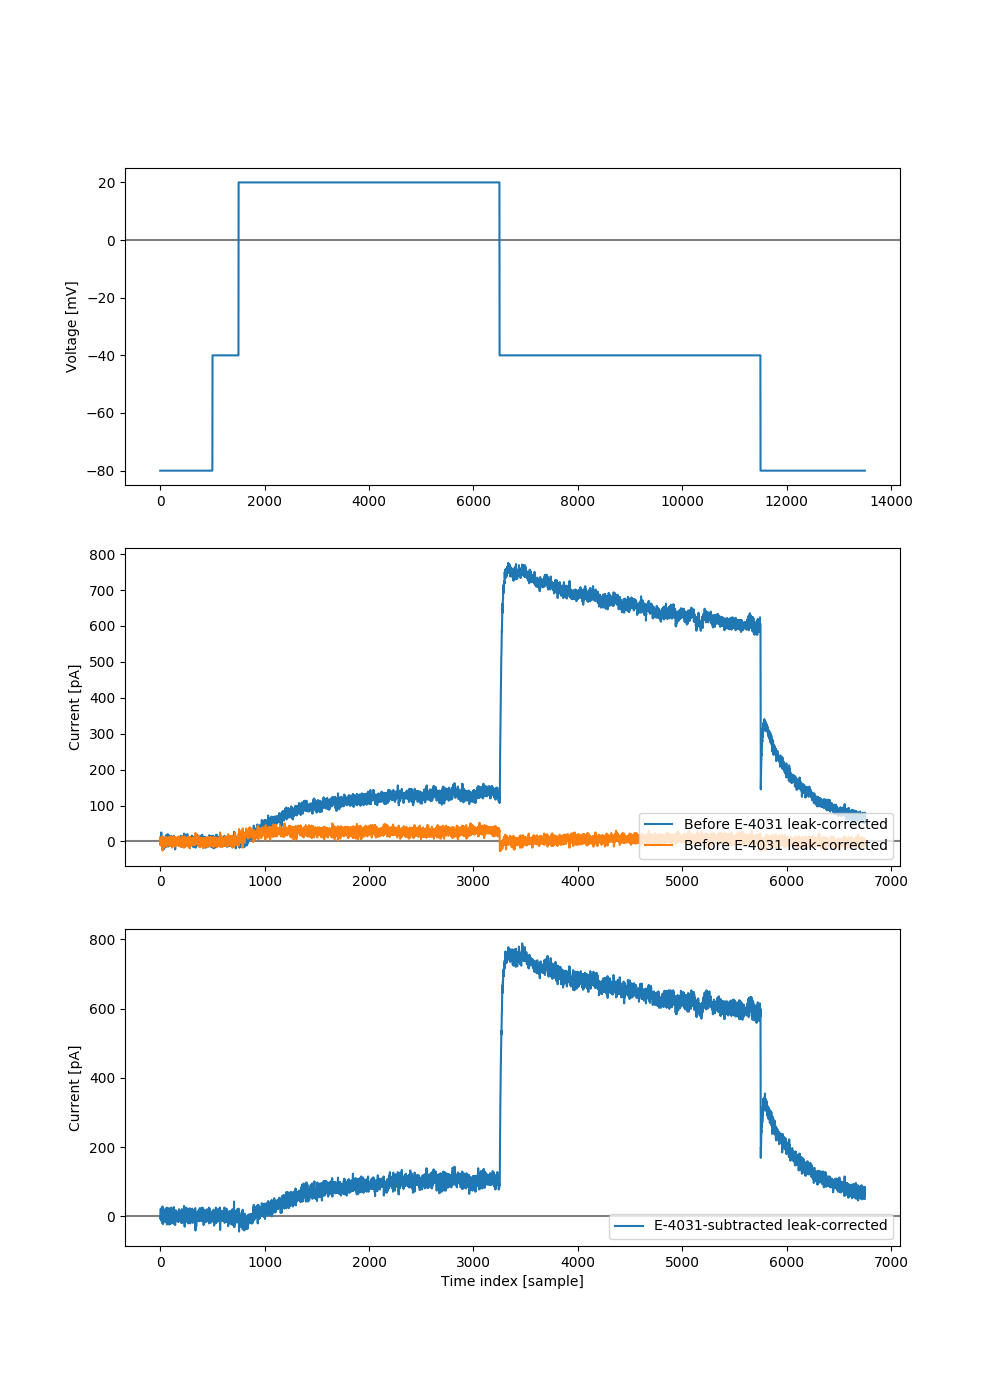 20
0
−20
−40
−60
−80
Voltage [mV]
0 2000 4000 6000 8000 10000 12000 14000
800
700
600
500
400
300
200
100
0
Current [pA]
Before E-4031 leak-corrected
Before E-4031 leak-corrected
0 1000 2000 3000 4000 5000 6000 7000
800
600
400
200
0
Current [pA]
E-4031-subtracted leak-corrected
0 1000 2000 3000 4000 5000 6000 7000
Time index [sample]